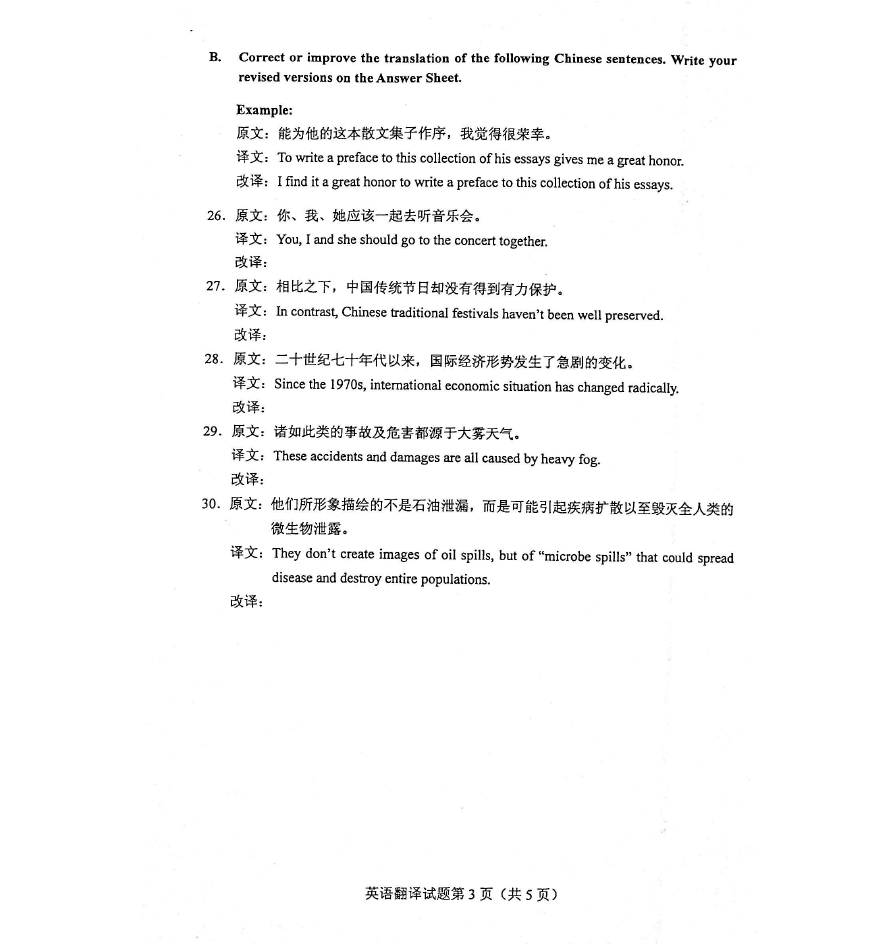 B. Correct or improve the translation of the following Chinese sentences. Write your
revised versions on the Answer Sheet.
Example:
原文：能为他的这本散文集子作序，我觉得很荣幸。
译文：To write a preface to this collection of his essays gives me a great honor.
改译：I find it a great honor to write a preface to this collection of his essays.
26. 原文：你、我、她应该一起去听音乐会。
译文：You, I and she should go to the concert together.
改译：
27. 原文：相比之下，中国传统节日却没有得到有力保护。
译文：In contrast, Chinese traditional festivals haven't been well preserved.
改译：
28. 原文：二十世纪七十年代以来，国际经济形势发生了急剧的变化。
译文：Since the 1970s, international economic situation has changed radically.
改译：
29. 原文：诸如此类的事故及危害都源于大雾天气。
译文：These accidents and damages are all caused by heavy fog.
改译：
30. 原文：他们所形象描绘的不是石油泄漏，而是可能引起疾病扩散以至毁灭全人类的
微生物泄露。
译文：They don't create images of oil spills, but of “microbe spills” that could spread
disease and destroy entire populations.
改译：
英语翻译试题第 3 页（共 5 页）